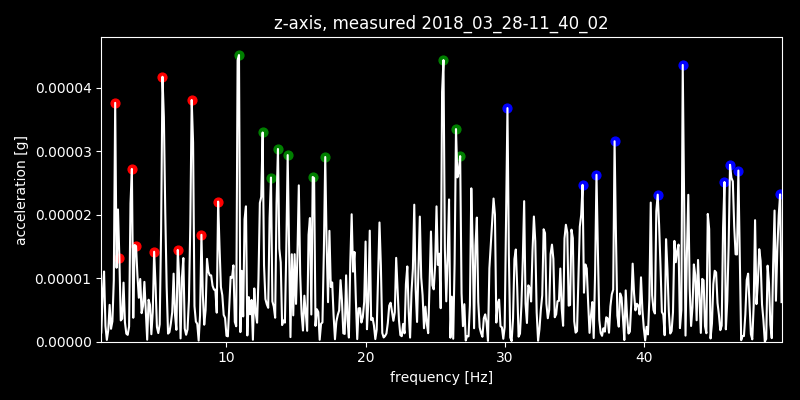 z-axis, measured 2018_03_28-11_40_02
acceleration [g]
0.00004
0.00003
0.00002
0.00001
0.00000
10 20 30 40
frequency [Hz]